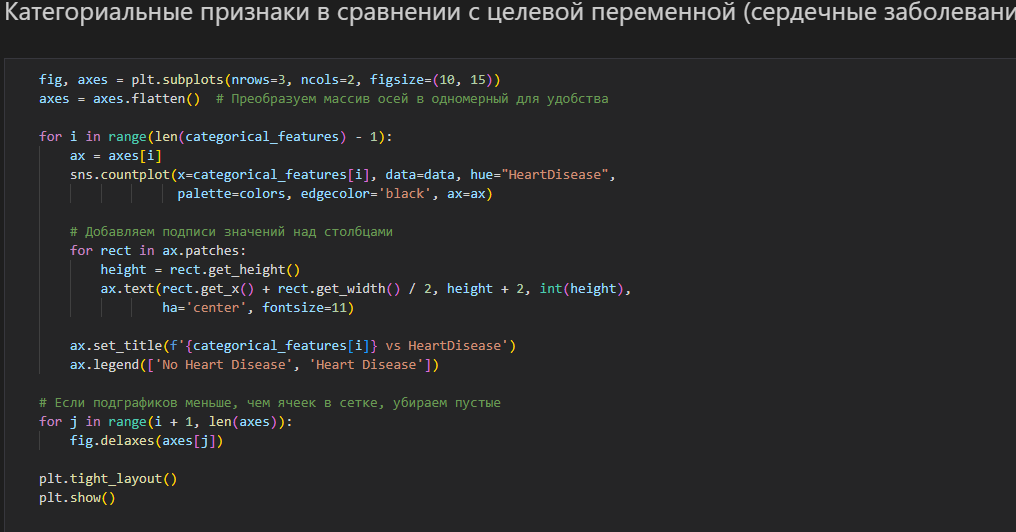 Категориальные признаки в сравнении с целевой переменной (сердечные заболевани
fig, axes = plt.subplots(nrows=3, ncols=2, figsize=(10, 15))
axes = axes.flatten()  # Преобразуем массив осей в одномерный для удобства
for i in range(len(categorical_features) - 1):
    ax = axes[i]
    sns.countplot(x=categorical_features[i], data=data, hue="HeartDisease",
                  palette=colors, edgecolor='black', ax=ax)
    # Добавляем подписи значений над столбцами
    for rect in ax.patches:
        height = rect.get_height()
        ax.text(rect.get_x() + rect.get_width() / 2, height + 2, int(height),
                ha='center', fontsize=11)
    ax.set_title(f'{categorical_features[i]} vs HeartDisease')
    ax.legend(['No Heart Disease', 'Heart Disease'])
# Если подграфиков меньше, чем ячеек в сетке, убираем пустые
for j in range(i + 1, len(axes)):
    fig.delaxes(axes[j])
plt.tight_layout()
plt.show()